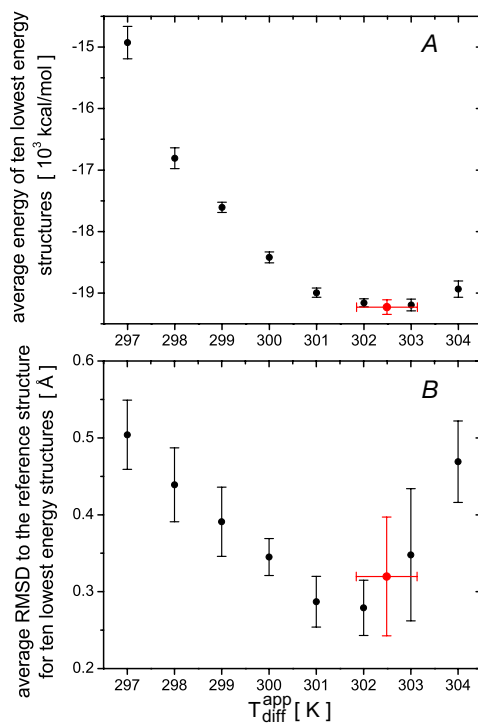 A
average energy of ten lowest energy
structures [ 10³ kcal/mol ]
-15
-16
-17
-18
-19
297 298 299 300 301 302 303 304
B
average RMSD to the reference structure
for ten lowest energy structures [ Å ]
0.6
0.5
0.4
0.3
0.2
297 298 299 300 301 302 303 304
T_diff^app [ K ]